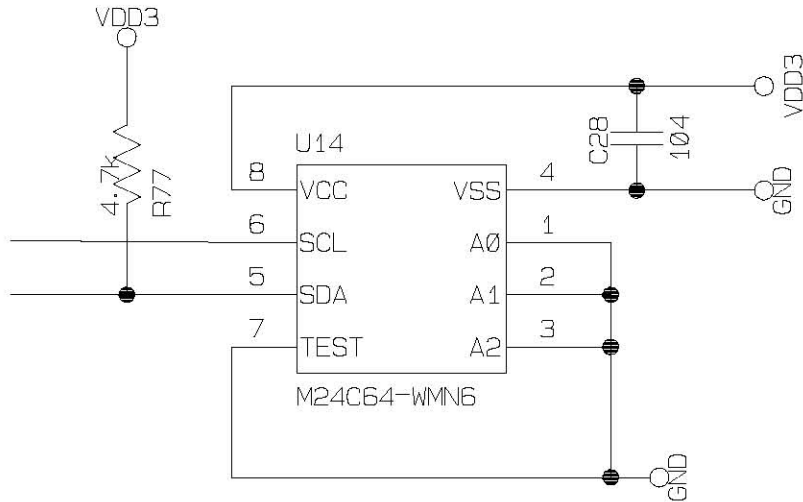 VDD3
4.7k
R77
U14
8
VCC
VSS
4
6
SCL
A0
1
5
SDA
A1
2
7
TEST
A2
3
M24C64-WMN6
C28
104
VDD3
GND
GND